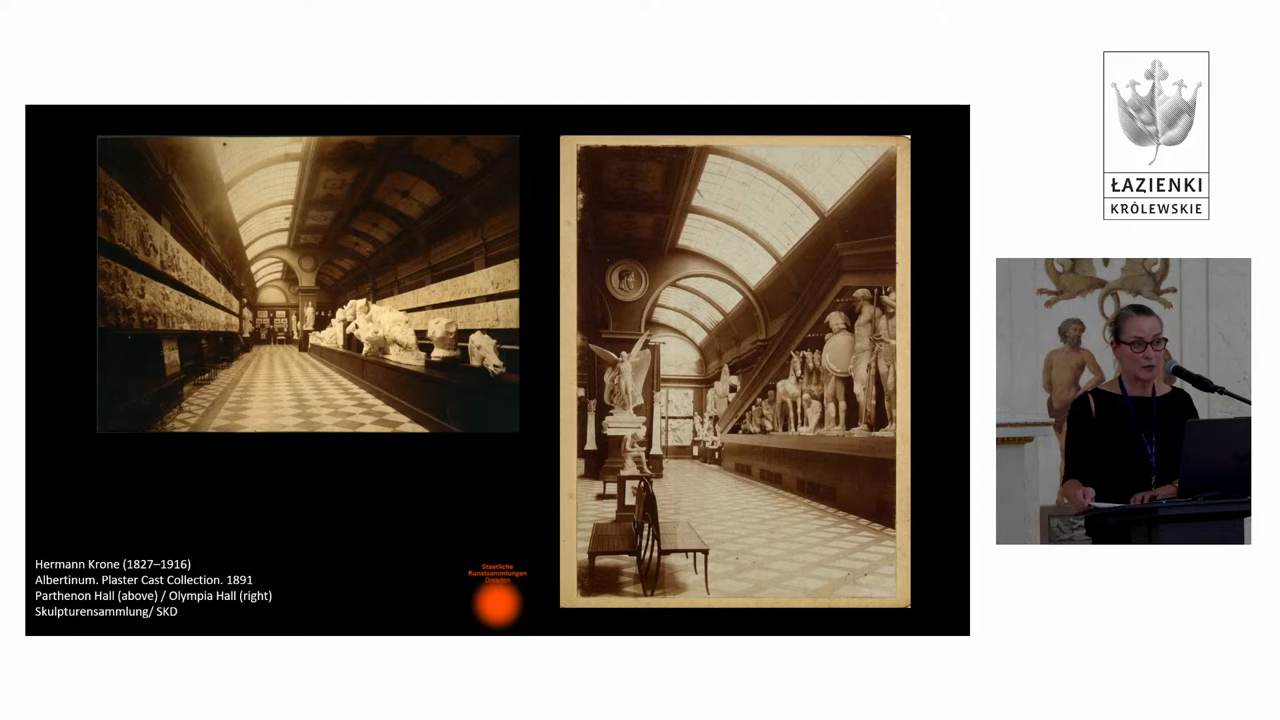 ŁAZIENKI
KRÓLEWSKIE
Hermann Krone (1827–1916)
Albertinum. Plaster Cast Collection. 1891
Parthenon Hall (above) / Olympia Hall (right)
Skulpturensammlung/ SKD
Staatliche
Kunstsammlungen
Dresden